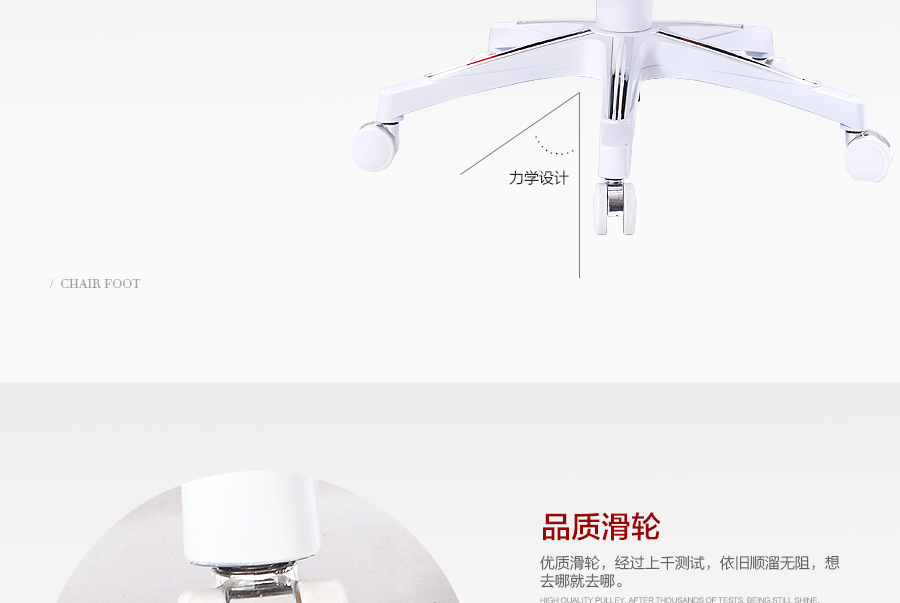 力学设计
/ CHAIR FOOT
品质滑轮
优质滑轮，经过上千测试，依旧顺溜无阻，想
去哪就去哪。
HIGH QUALITY PULLEY, AFTER THOUSANDS OF TESTS, BEING STILL SHINE,